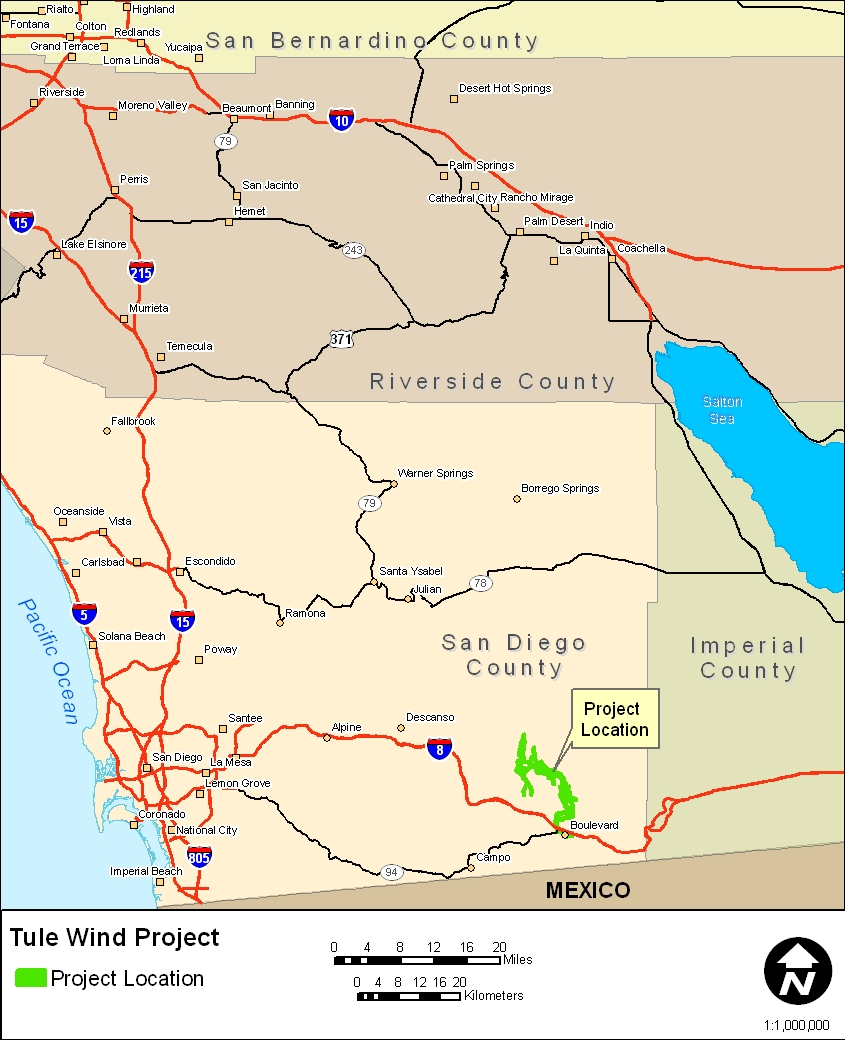 Rialto
Highland
Fontana
Colton
Redlands
Grand Terrace
Loma Linda
Yucaipa
San Bernardino County
Riverside
Moreno Valley
Beaumont
Banning
10
Desert Hot Springs
79
Palm Springs
Perris
San Jacinto
Cathedral City
Rancho Mirage
15
Hemet
Palm Desert
Indio
Lake Elsinore
243
La Quinta
Coachella
215
Murrieta
371
Temecula
Riverside County
Salton
Sea
Fallbrook
Warner Springs
Borrego Springs
79
Oceanside
Vista
Carlsbad
Escondido
Santa Ysabel
Julian
78
5
15
Ramona
Pacific Ocean
Solana Beach
Poway
San Diego
County
Imperial
County
Project
Location
Santee
Alpine
Descanso
8
San Diego
La Mesa
Lemon Grove
Coronado
National City
Boulevard
805
Imperial Beach
Campo
94
MEXICO
Tule Wind Project
Project Location
0 4 8 12 16 20
Miles
0 4 8 12 16 20
Kilometers
N
1:1,000,000